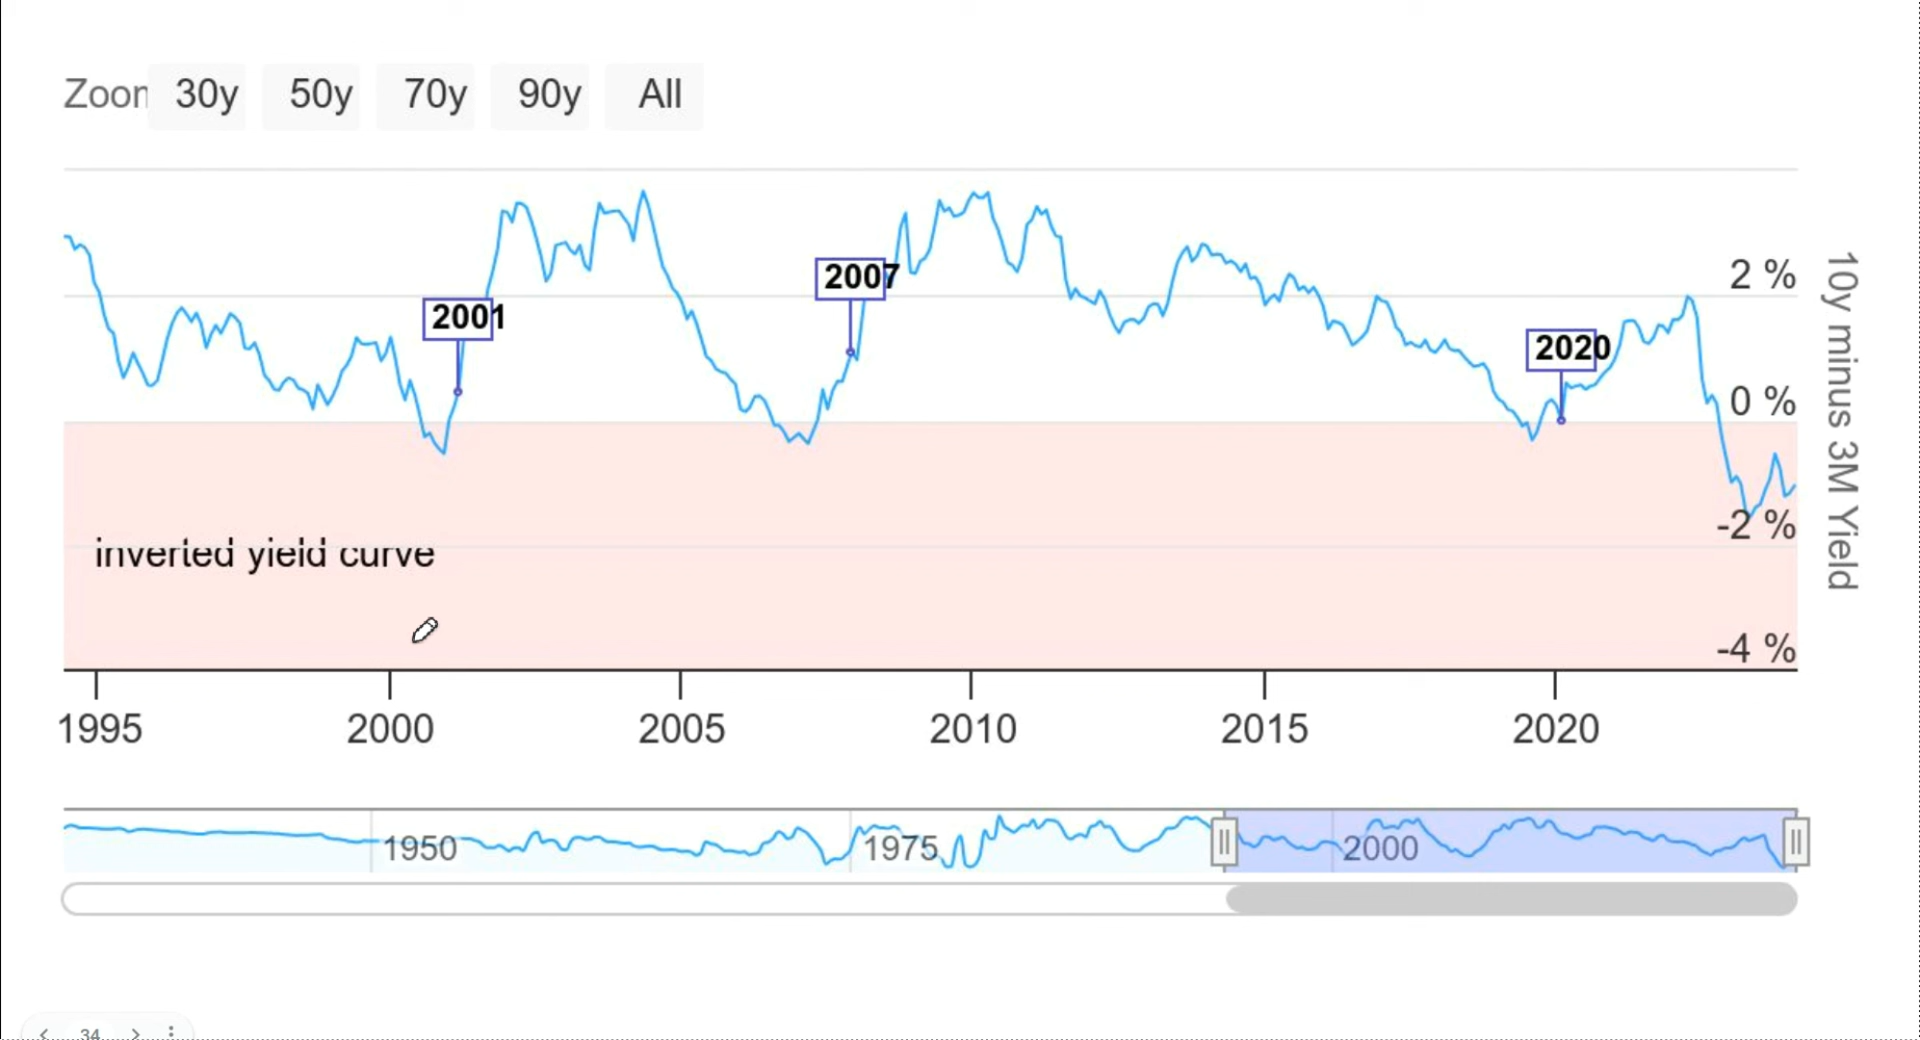 Zoom 30y 50y 70y 90y All
2001
2007
2020
2 %
0 %
-2 %
-4 %
10y minus 3M Yield
inverted yield curve
1995 2000 2005 2010 2015 2020
1950 1975 2000
34